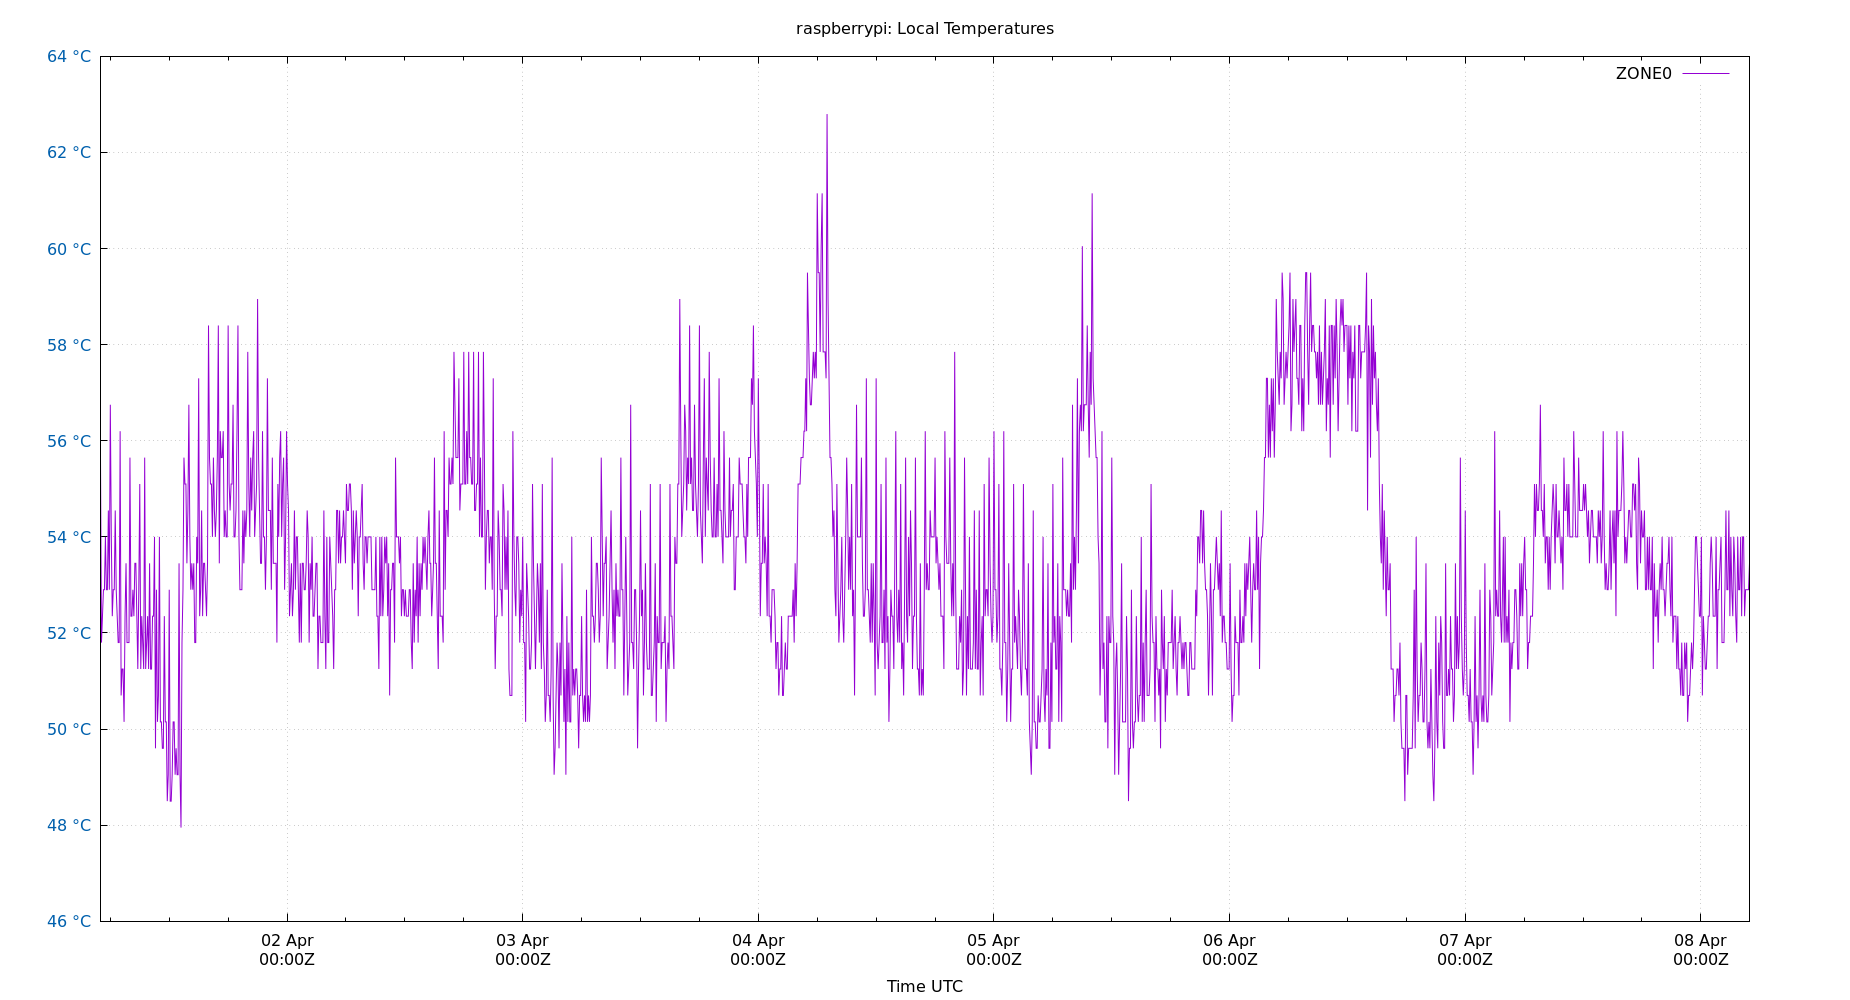 raspberrypi: Local Temperatures
64 °C
ZONE0
62 °C
60 °C
58 °C
56 °C
54 °C
52 °C
50 °C
48 °C
46 °C
02 Apr 03 Apr 04 Apr 05 Apr 06 Apr 07 Apr 08 Apr
00:00Z 00:00Z 00:00Z 00:00Z 00:00Z 00:00Z 00:00Z
Time UTC